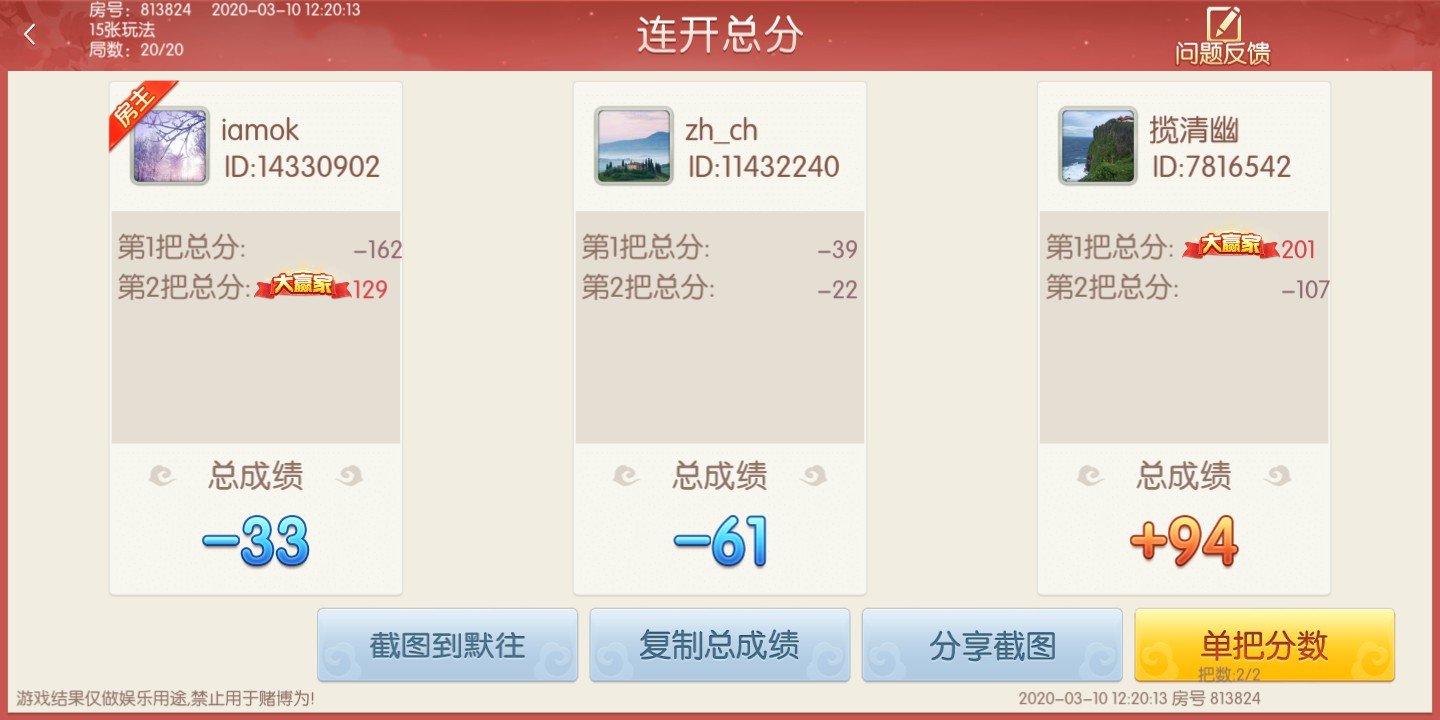 房号：813824 2020-03-10 12:20:13
15张玩法
局数：20/20
连开总分
问题反馈
房主
iamok
ID:14330902
第1把总分: -162
第2把总分: 大赢家 129
总成绩
-33
zh_ch
ID:11432240
第1把总分: -39
第2把总分: -22
总成绩
-61
揽清幽
ID:7816542
第1把总分: 大赢家 201
第2把总分: -107
总成绩
+94
截图到默往
复制总成绩
分享截图
单把分数
把数:2/2
游戏结果仅做娱乐用途,禁止用于赌博为!
2020-03-10 12:20:13 房号 813824